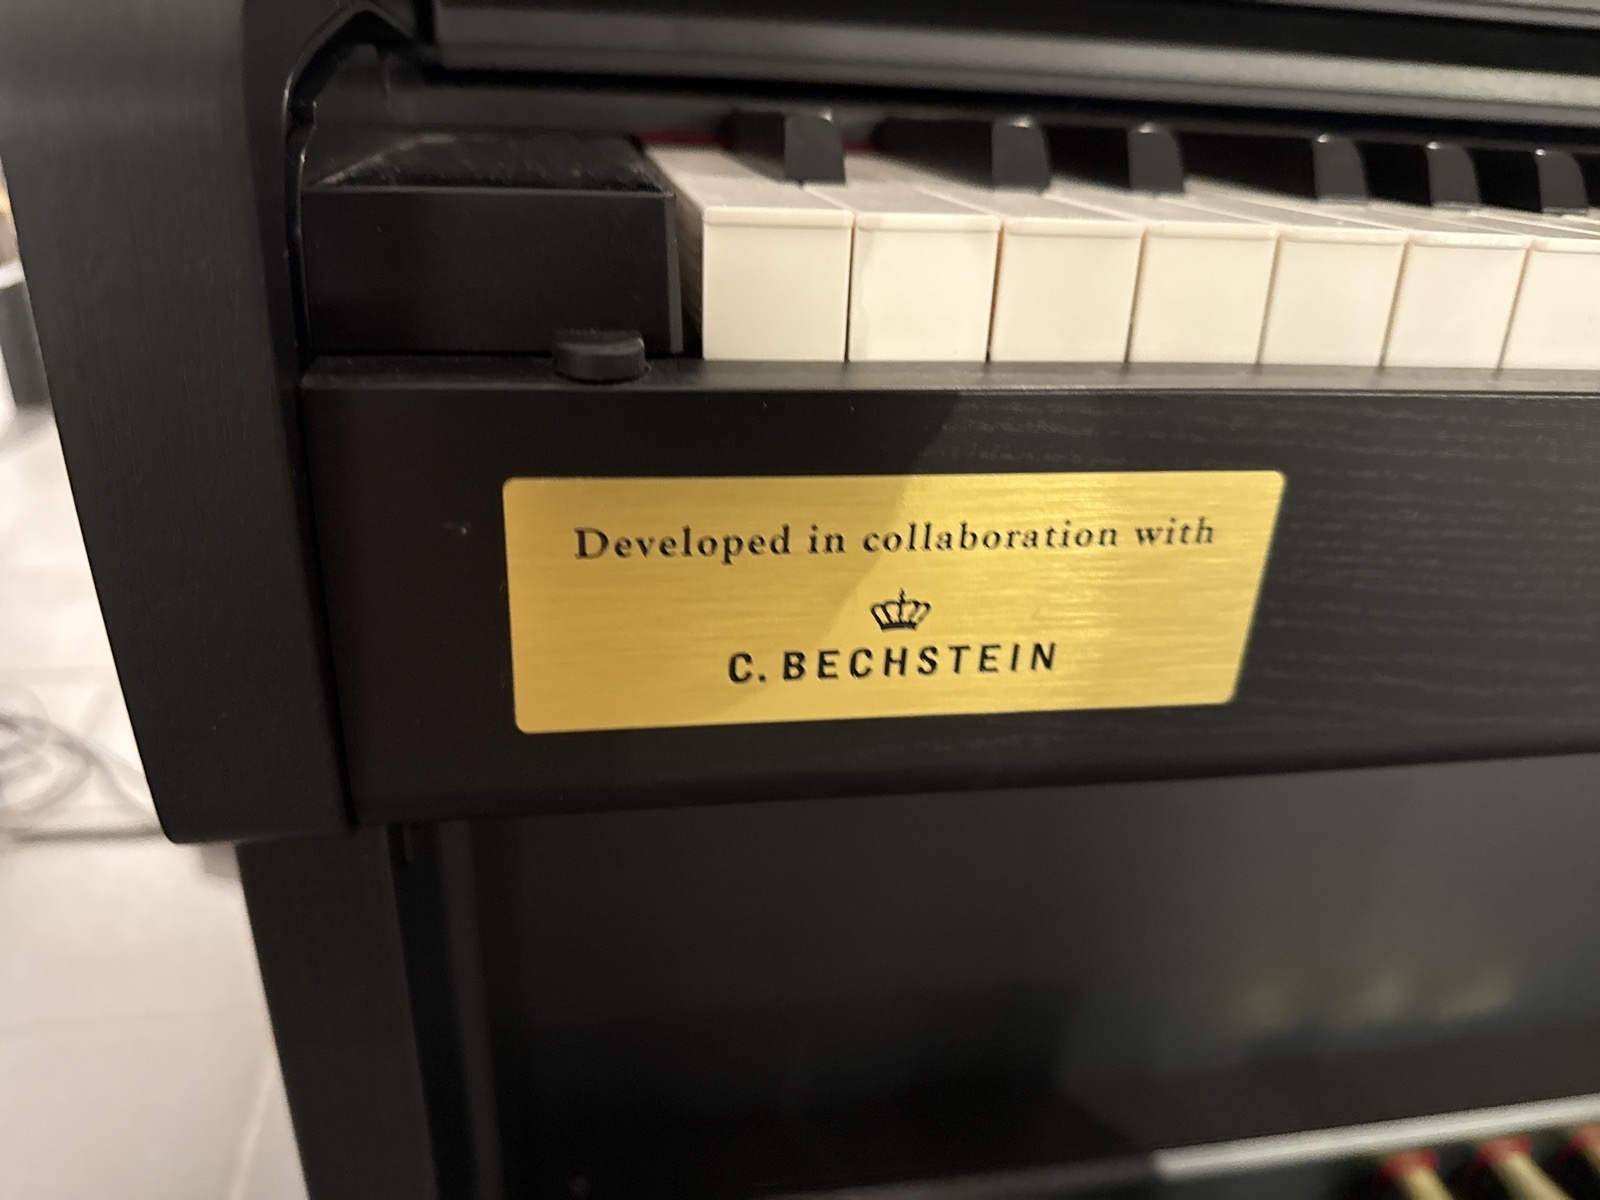 Developed in collaboration with
C. BECHSTEIN